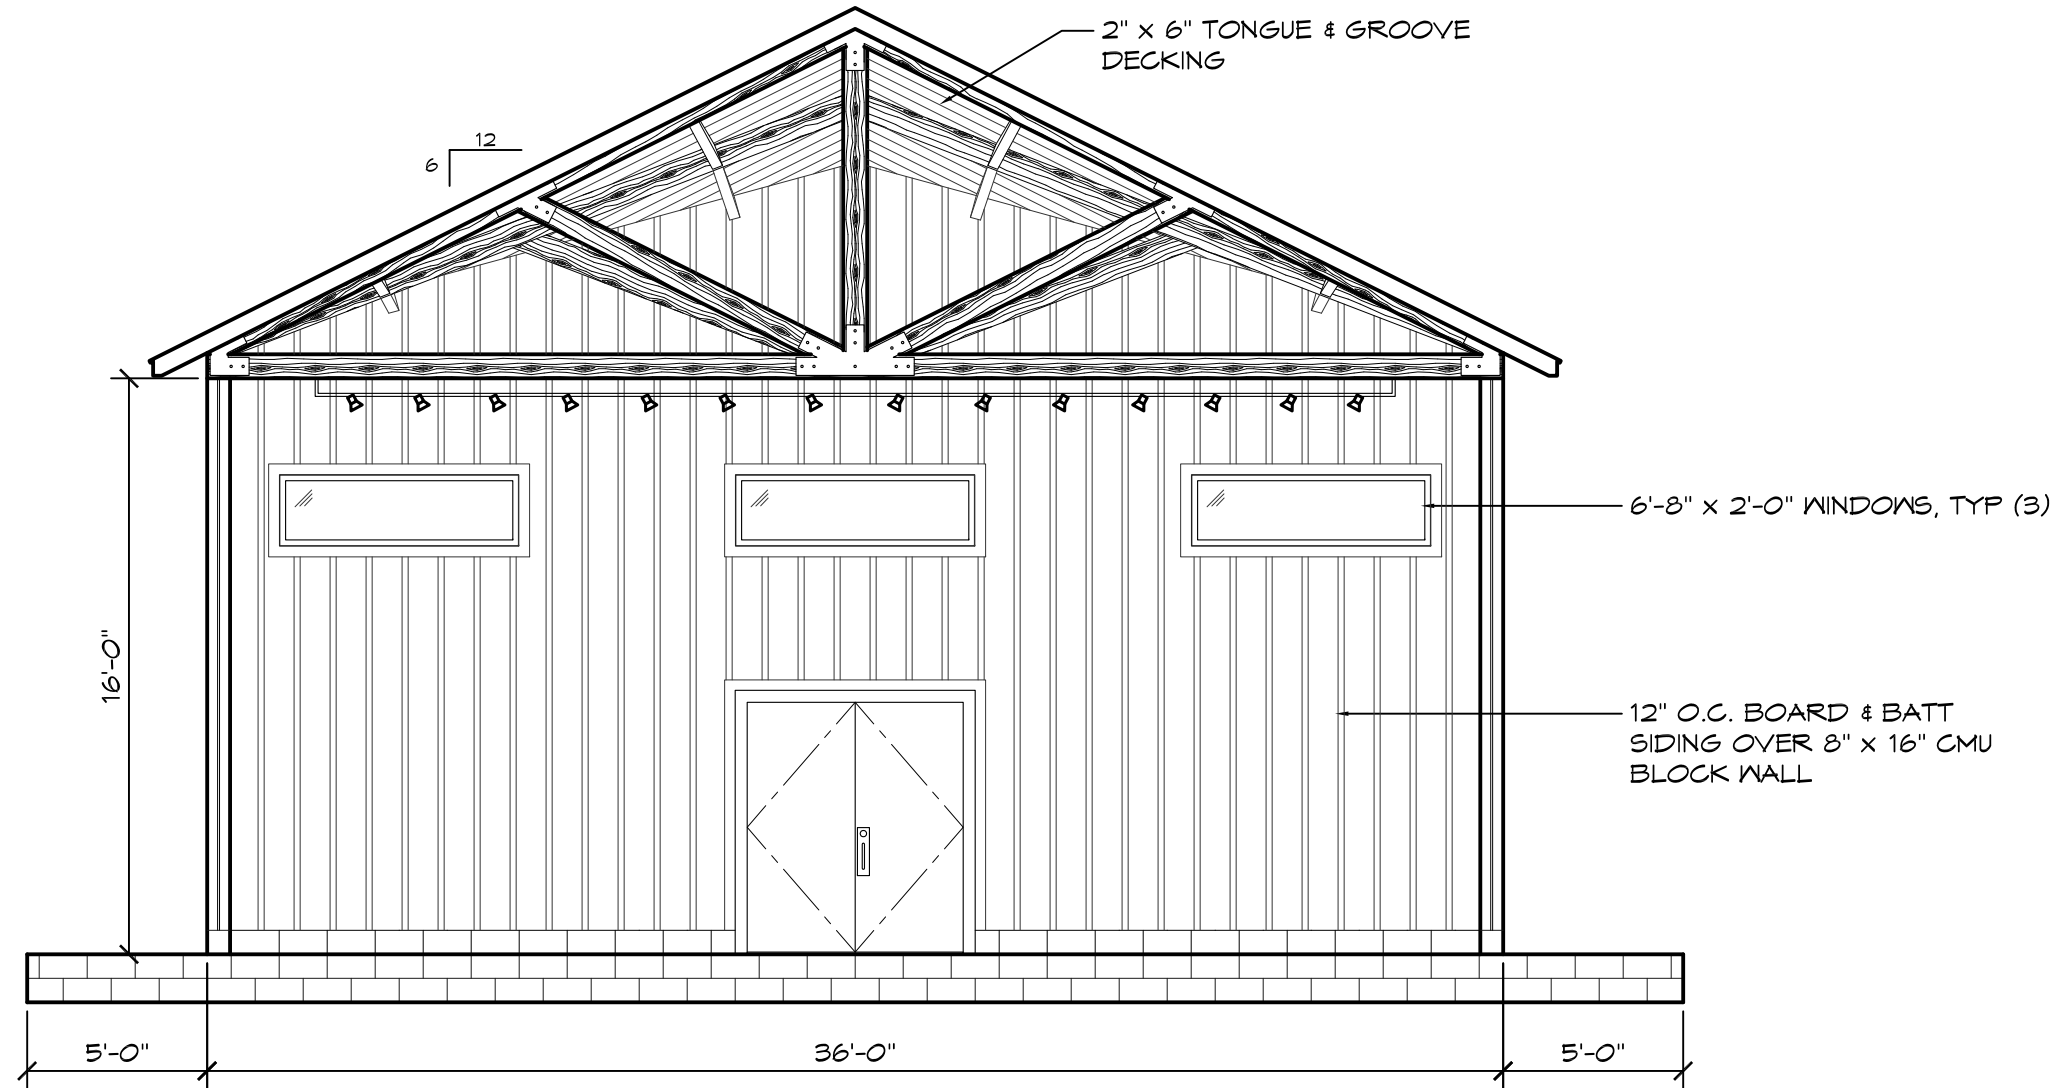 2" x 6" TONGUE & GROOVE
DECKING
12
6
6'-8" x 2'-0" WINDOWS, TYP (3)
16'-0"
12" O.C. BOARD & BATT
SIDING OVER 8" x 16" CMU
BLOCK WALL
5'-0"
36'-0"
5'-0"